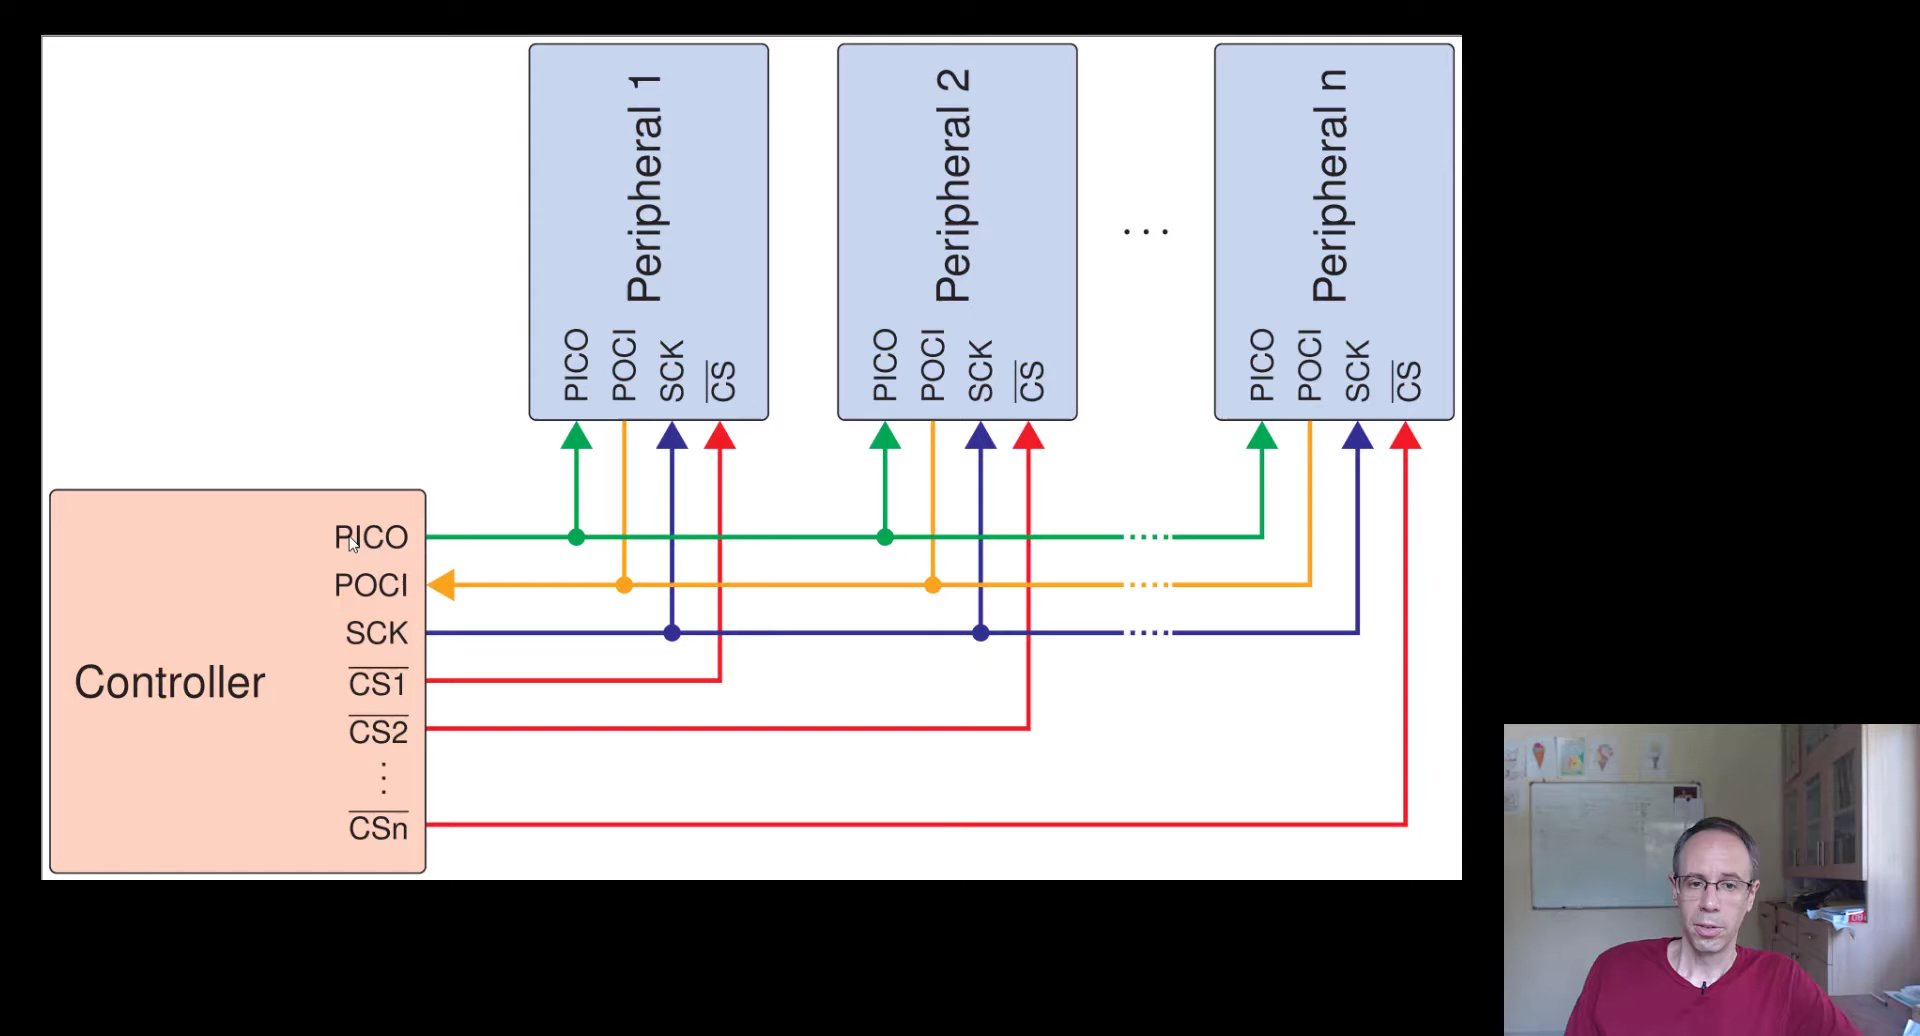 Peripheral 1
PICO
POCI
SCK
CS
Peripheral 2
PICO
POCI
SCK
CS
...
Peripheral n
PICO
POCI
SCK
CS
Controller
PICO
POCI
SCK
CS1
CS2
CSn